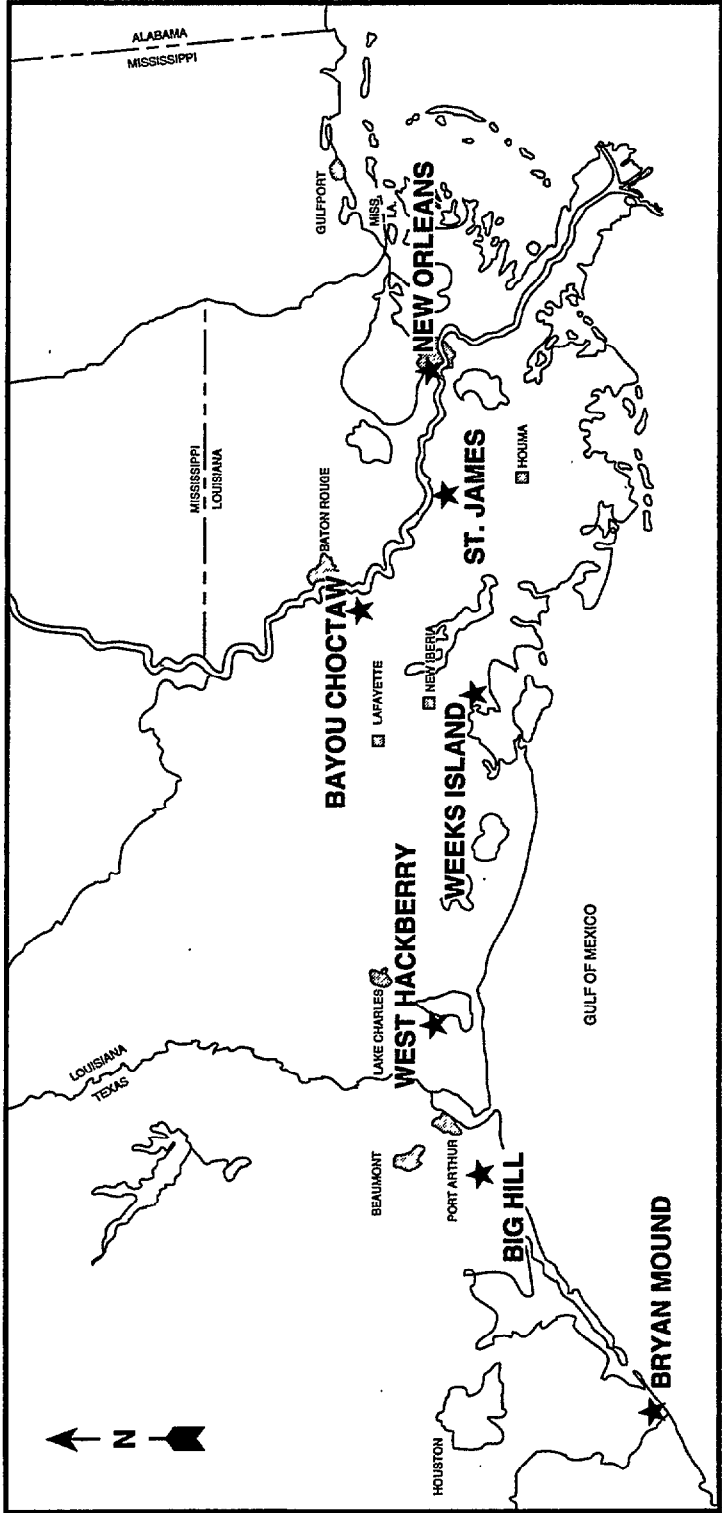 N
ALABAMA
MISSISSIPPI
GULFPORT
MISS.
LA.
NEW ORLEANS
MISSISSIPPI
LOUISIANA
BATON ROUGE
ST. JAMES
HOUMA
BAYOU CHOCTAW
LAFAYETTE
NEW IBERIA
WEEKS ISLAND
LAKE CHARLES
WEST HACKBERRY
LOUISIANA
TEXAS
GULF OF MEXICO
BEAUMONT
PORT ARTHUR
BIG HILL
HOUSTON
BRYAN MOUND